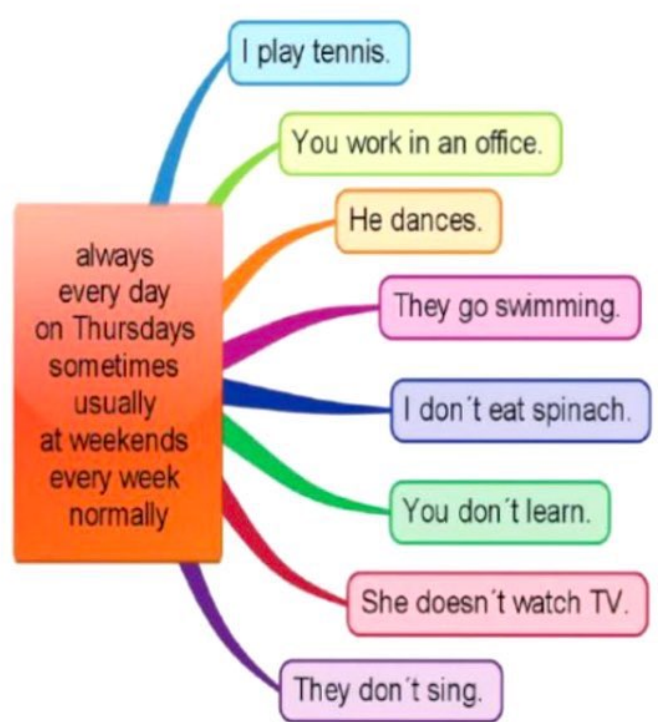 I play tennis.
You work in an office.
He dances.
always
every day
on Thursdays
sometimes
usually
at weekends
every week
normally
They go swimming.
I don´t eat spinach.
You don´t learn.
She doesn´t watch TV.
They don´t sing.